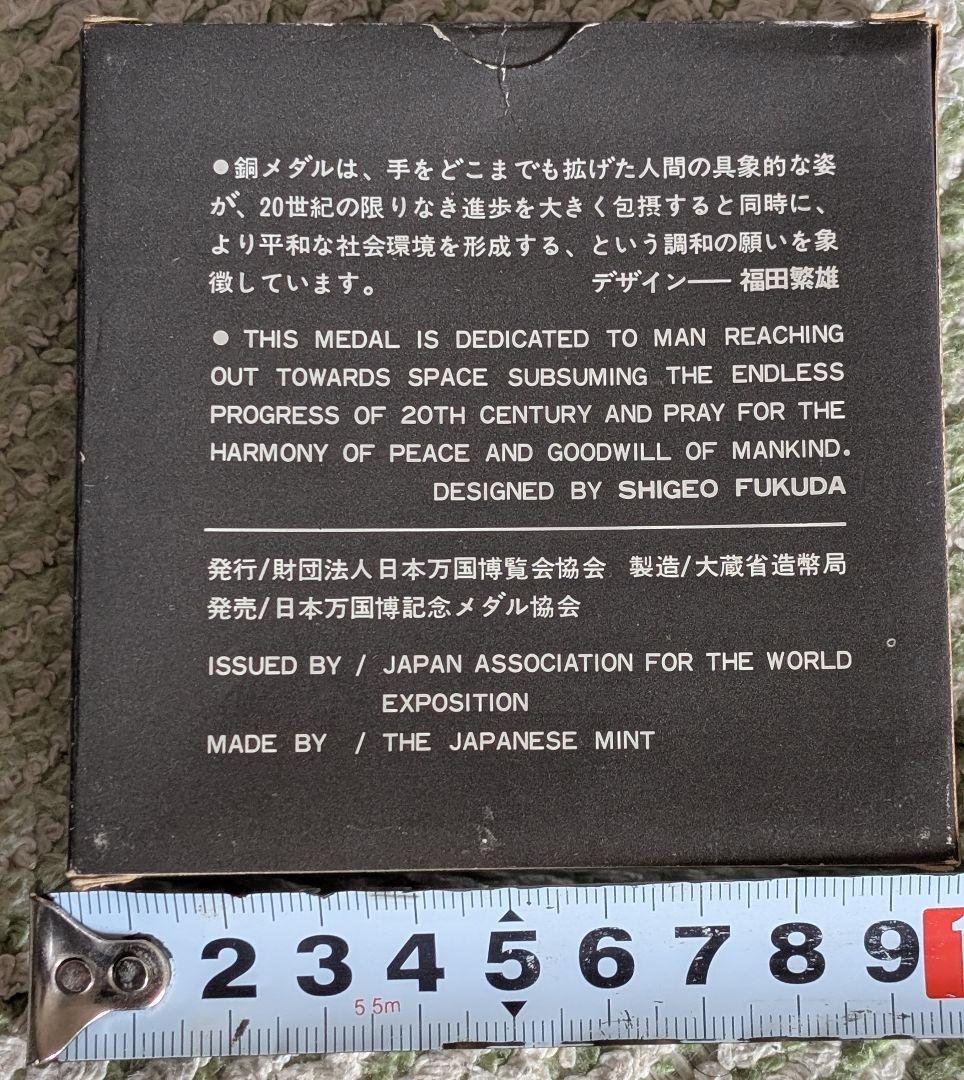 ●銅メダルは、手をどこまでも拡げた人間の具象的な姿
が、20世紀の限りなき進歩を大きく包摂すると同時に、
より平和な社会環境を形成する、という調和の願いを象
徴しています。 デザイン── 福田繁雄
● THIS MEDAL IS DEDICATED TO MAN REACHING
OUT TOWARDS SPACE SUBSUMING THE ENDLESS
PROGRESS OF 20TH CENTURY AND PRAY FOR THE
HARMONY OF PEACE AND GOODWILL OF MANKIND.
DESIGNED BY SHIGEO FUKUDA
発行/財団法人日本万国博覧会協会 製造/大蔵省造幣局
発売/日本万国博記念メダル協会
ISSUED BY / JAPAN ASSOCIATION FOR THE WORLD
EXPOSITION
MADE BY / THE JAPANESE MINT
2 3 4 5 6 7 8 9 1
5.5m